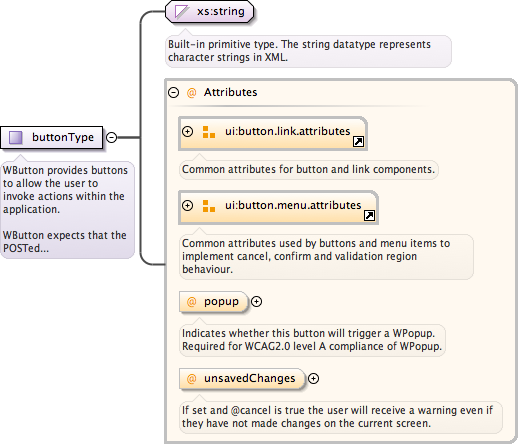 xs:string
Built-in primitive type. The string datatype represents
character strings in XML.
@ Attributes
buttonType
WButton provides buttons
to allow the user to
invoke actions within the
application.
WButton expects that the
POSTed...
ui:button.link.attributes
Common attributes for button and link components.
ui:button.menu.attributes
Common attributes used by buttons and menu items to
implement cancel, confirm and validation region
behaviour.
@ popup
Indicates whether this button will trigger a WPopup.
Required for WCAG2.0 level A compliance of WPopup.
@ unsavedChanges
If set and @cancel is true the user will receive a warning even if
they have not made changes on the current screen.